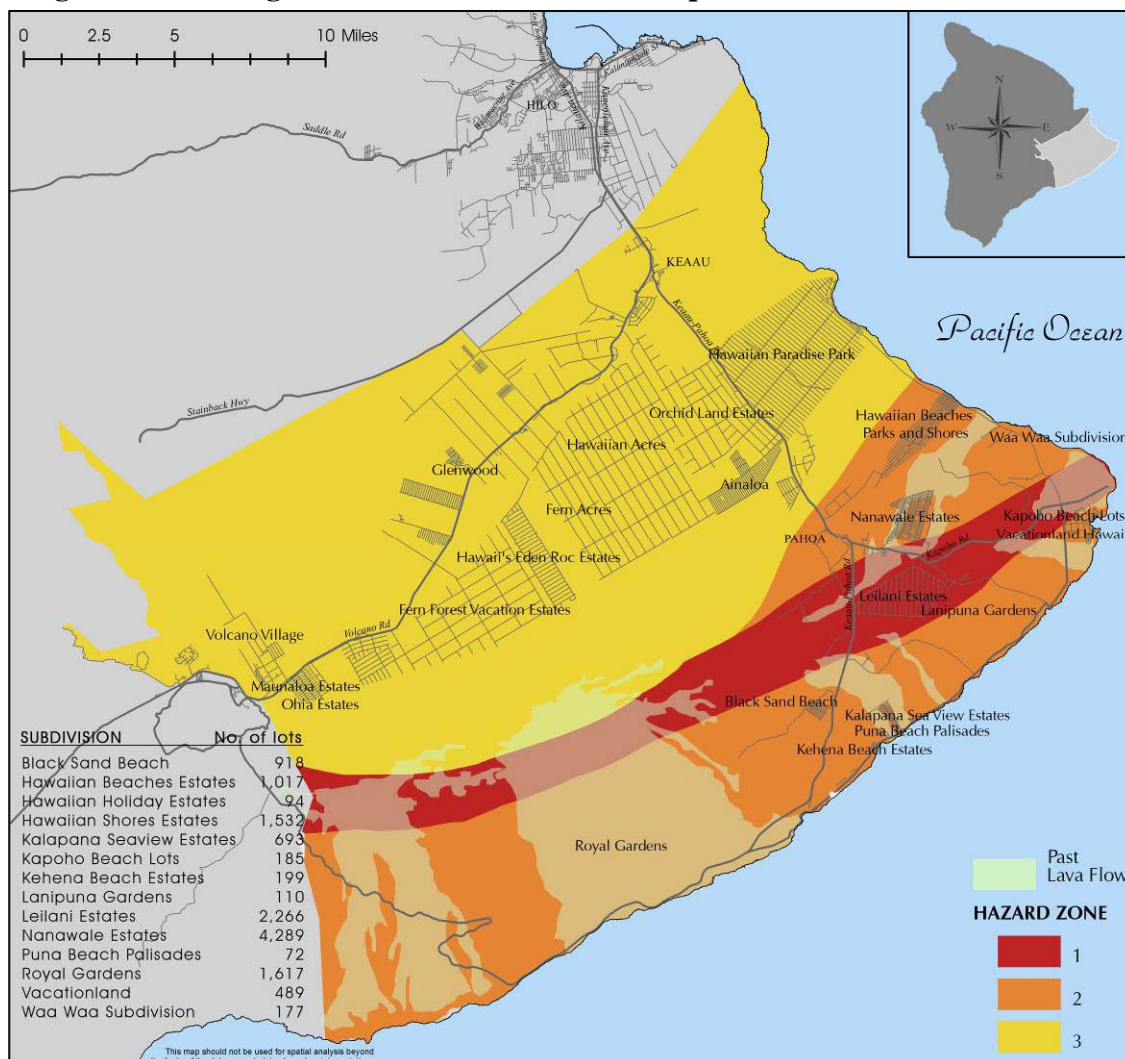 0 2.5 5 10 Miles
HILO
Kilauea Ave
Saddle Rd
N
W E
S
KEAAU
Pacific Ocean
Hawaiian Paradise Park
Stainback Hwy
Orchid Land Estates
Hawaiian Beaches
Parks and Shores
Waa Waa Subdivision
Hawaiian Acres
Glenwood
Ainaloa
Fern Acres
Nanawale Estates
Kapoho Beach Lots
PAHOA
Vacationland Hawaii
Kapoho Rd
Hawaii's Eden Roc Estates
Leilani Estates
Keaau-Pahoa Rd
Lanipuna Gardens
Fern Forest Vacation Estates
Volcano Rd
Volcano Village
Maunaloa Estates
Ohia Estates
Black Sand Beach
Kalapana Sea View Estates
Puna Beach Palisades
Kehena Beach Estates
Royal Gardens
SUBDIVISION No. of lots
Black Sand Beach 918
Hawaiian Beaches Estates 1,017
Hawaiian Holiday Estates 94
Hawaiian Shores Estates 1,532
Kalapana Seaview Estates 693
Kapoho Beach Lots 185
Kehena Beach Estates 199
Lanipuna Gardens 110
Leilani Estates 2,266
Nanawale Estates 4,289
Puna Beach Palisades 72
Royal Gardens 1,617
Vacationland 489
Waa Waa Subdivision 177
Past
Lava Flow
HAZARD ZONE
1
2
3
This map should not be used for spatial analysis beyond